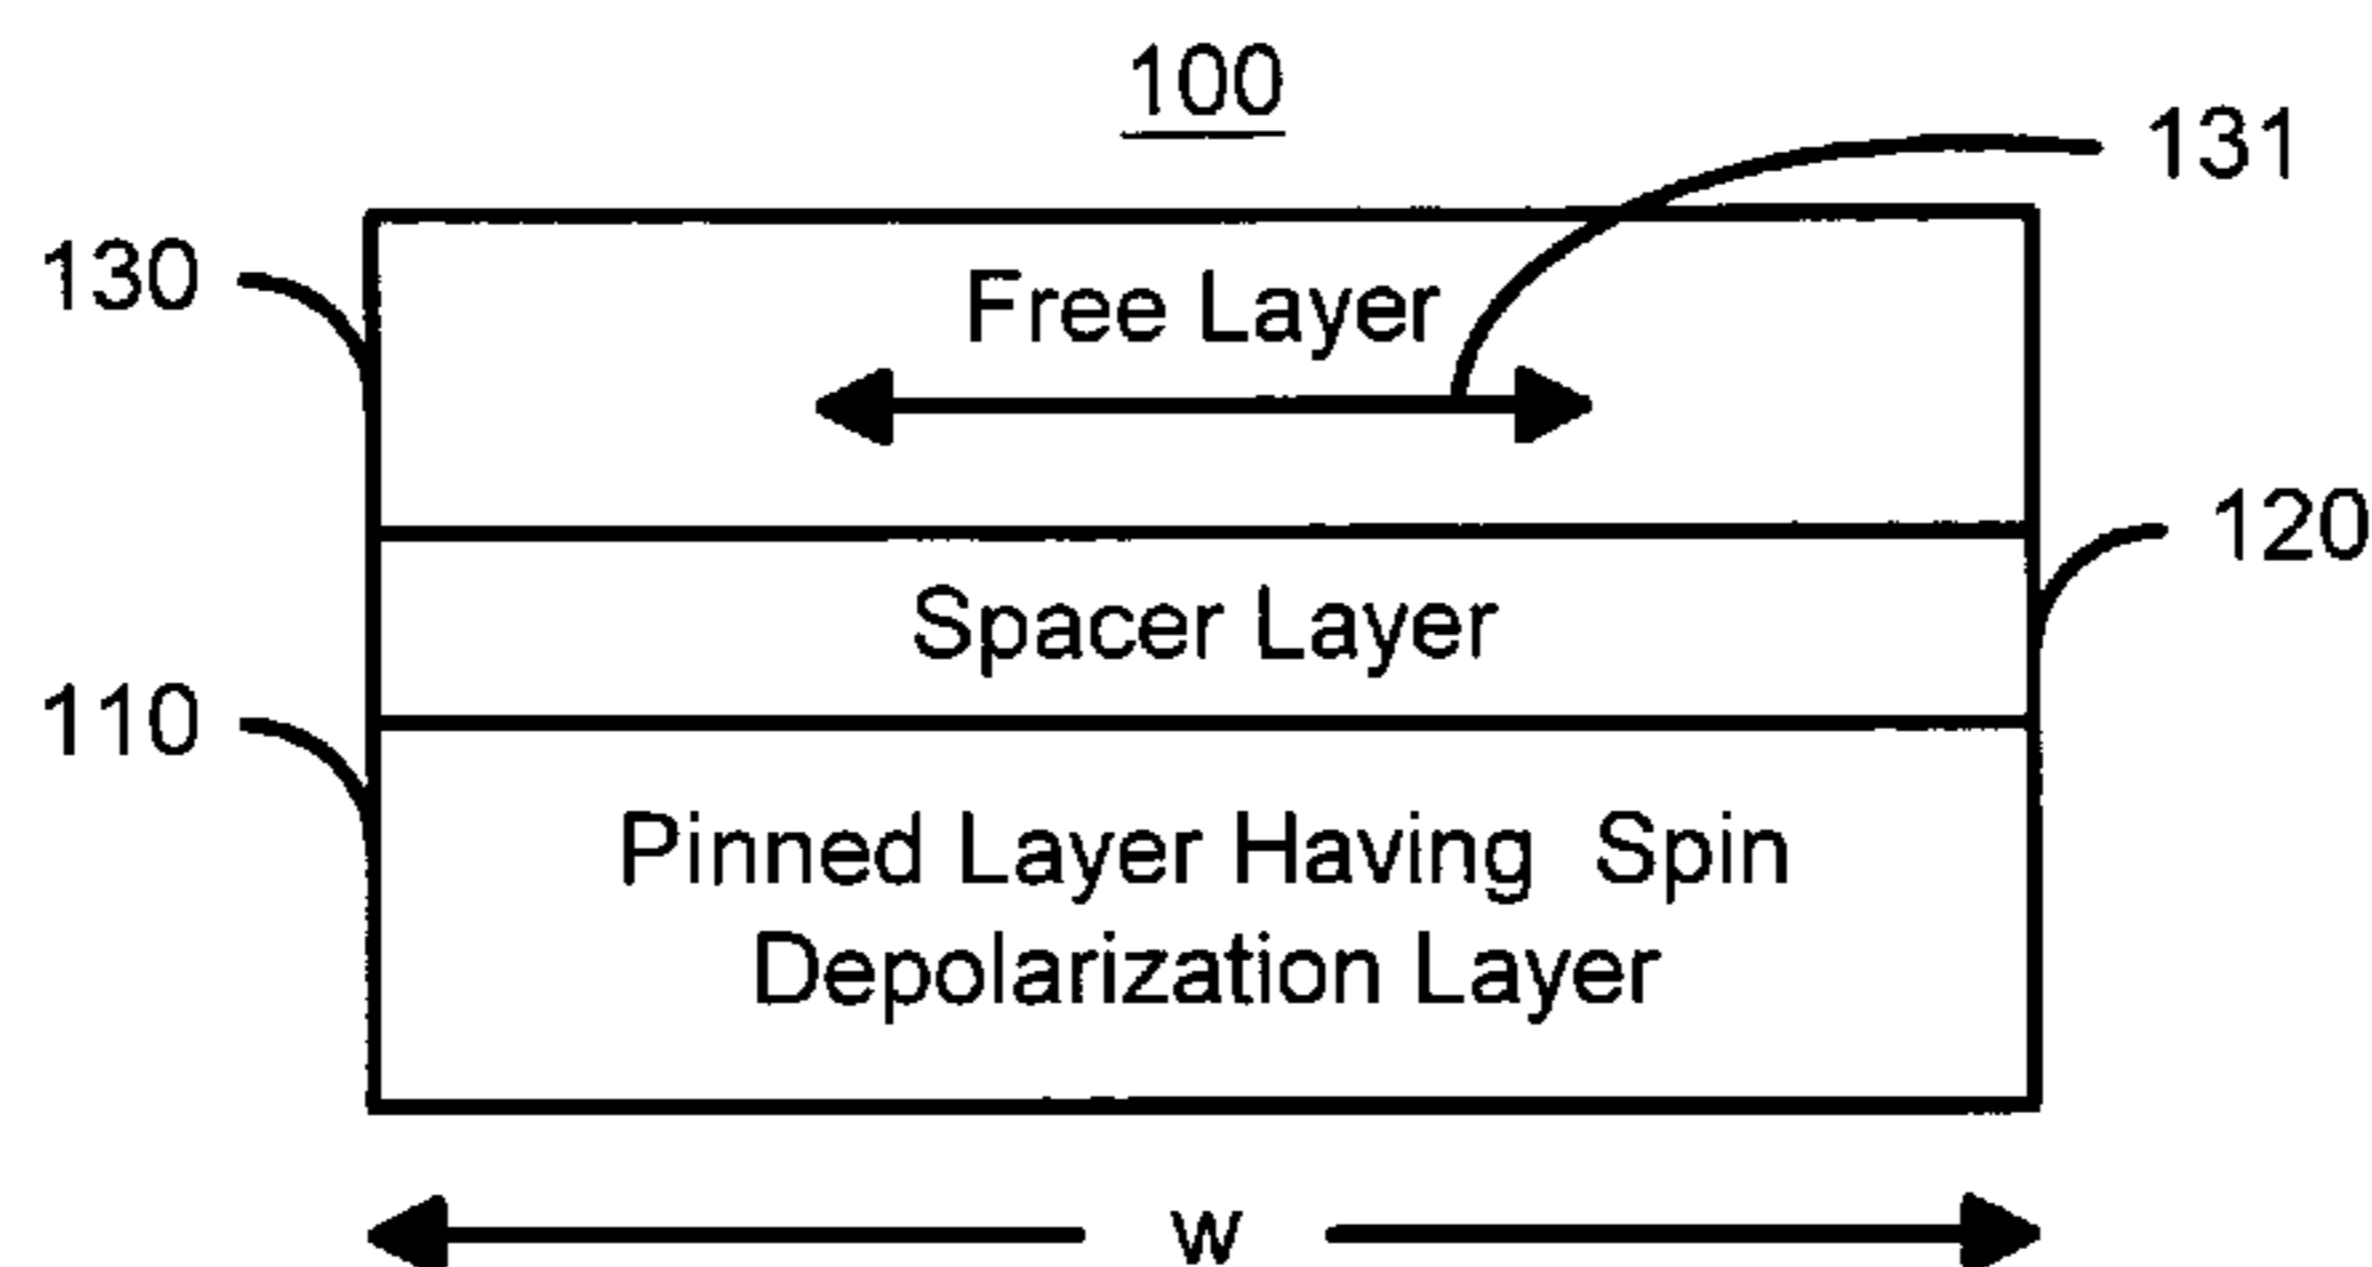 100
131
130
Free Layer
120
Spacer Layer
110
Pinned Layer Having Spin
Depolarization Layer
w